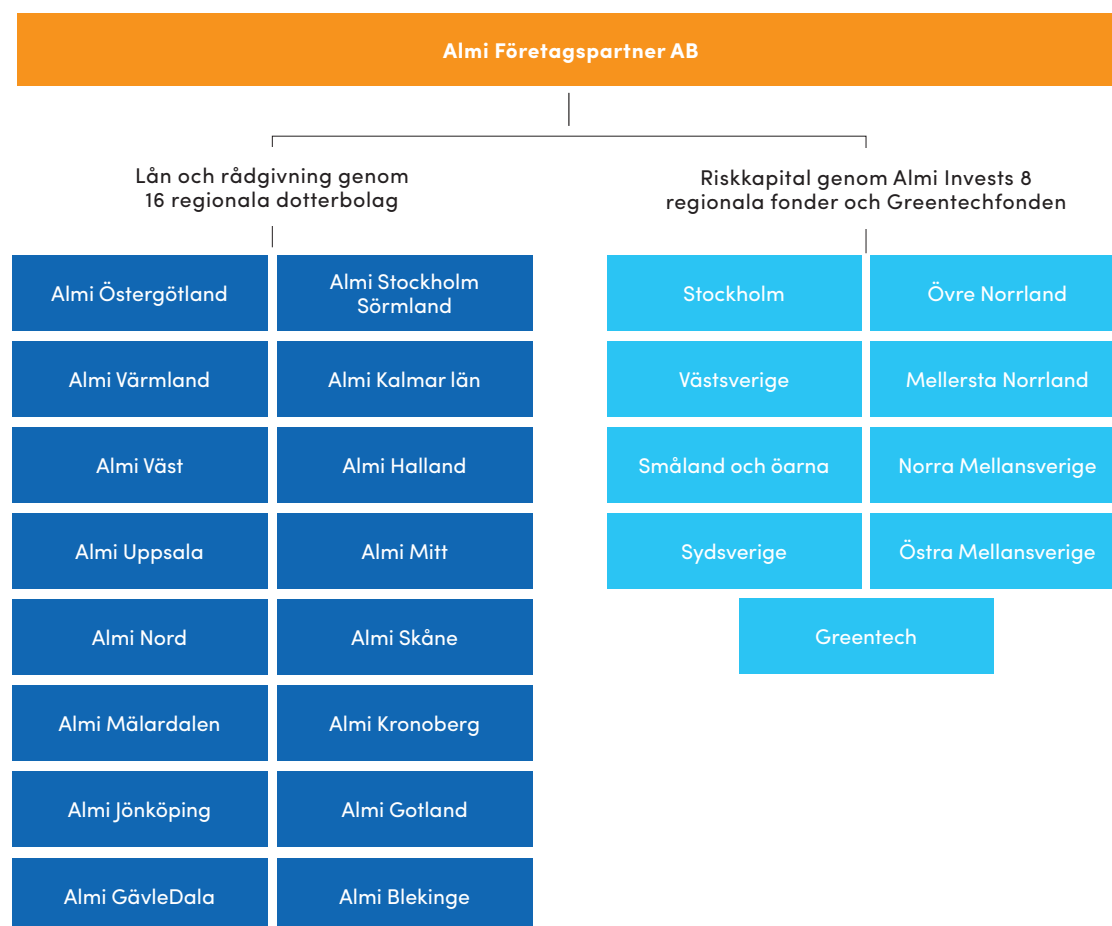 Almi Företagspartner AB
Lån och rådgivning genom
16 regionala dotterbolag
Almi Östergötland
Almi Stockholm
Sörmland
Almi Värmland
Almi Kalmar län
Almi Väst
Almi Halland
Almi Uppsala
Almi Mitt
Almi Nord
Almi Skåne
Almi Mälardalen
Almi Kronoberg
Almi Jönköping
Almi Gotland
Almi GävleDala
Almi Blekinge
Riskkapital genom Almi Invests 8
regionala fonder och Greentechfonden
Stockholm
Övre Norrland
Västsverige
Mellersta Norrland
Småland och öarna
Norra Mellansverige
Sydsverige
Östra Mellansverige
Greentech